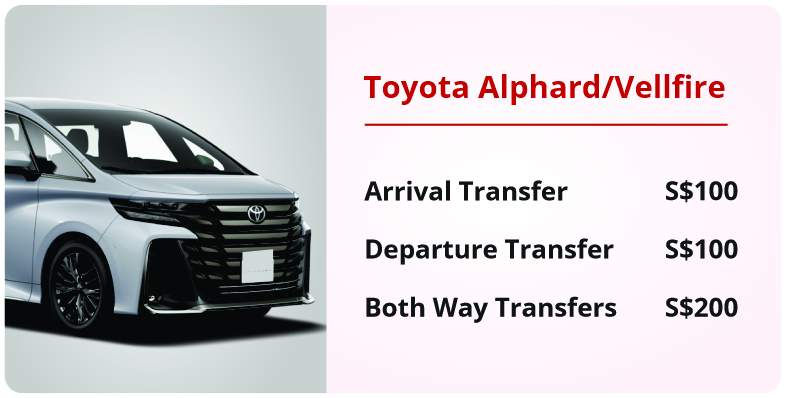 Toyota Alphard/Vellfire
Arrival Transfer S$100
Departure Transfer S$100
Both Way Transfers S$200